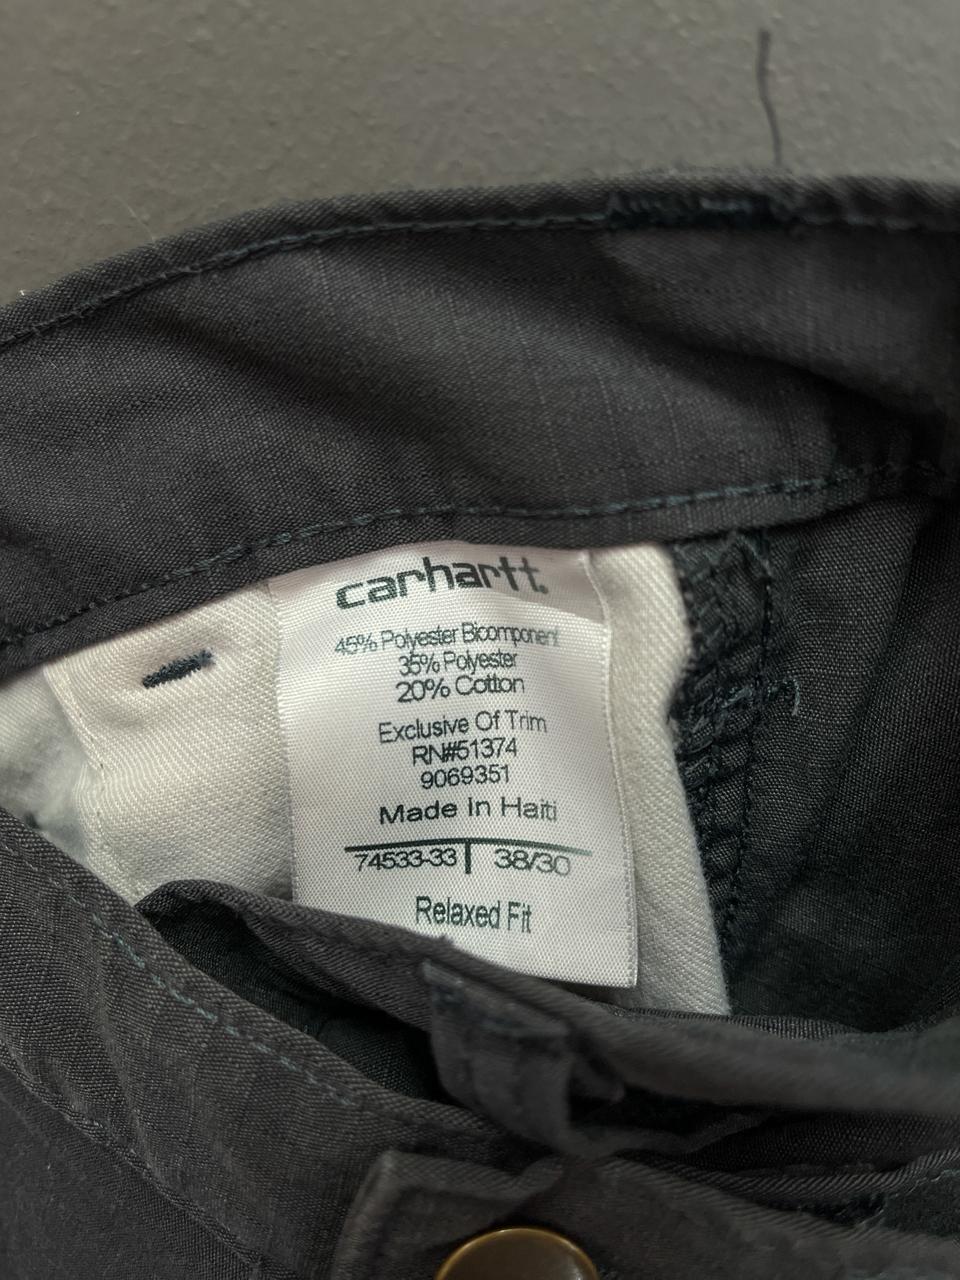 carhartt.
45% Polyester Bicomponent
35% Polyester
20% Cotton
Exclusive Of Trim
RN#51374
9069351
Made In Haiti
74533-33 | 38/30
Relaxed Fit